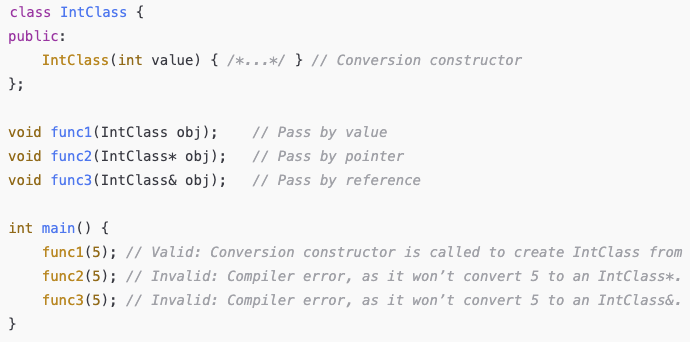 class IntClass {
public:
    IntClass(int value) { /*...*/ } // Conversion constructor
};

void func1(IntClass obj);    // Pass by value
void func2(IntClass* obj);   // Pass by pointer
void func3(IntClass& obj);   // Pass by reference

int main() {
    func1(5); // Valid: Conversion constructor is called to create IntClass from
    func2(5); // Invalid: Compiler error, as it won’t convert 5 to an IntClass*.
    func3(5); // Invalid: Compiler error, as it won’t convert 5 to an IntClass&.
}